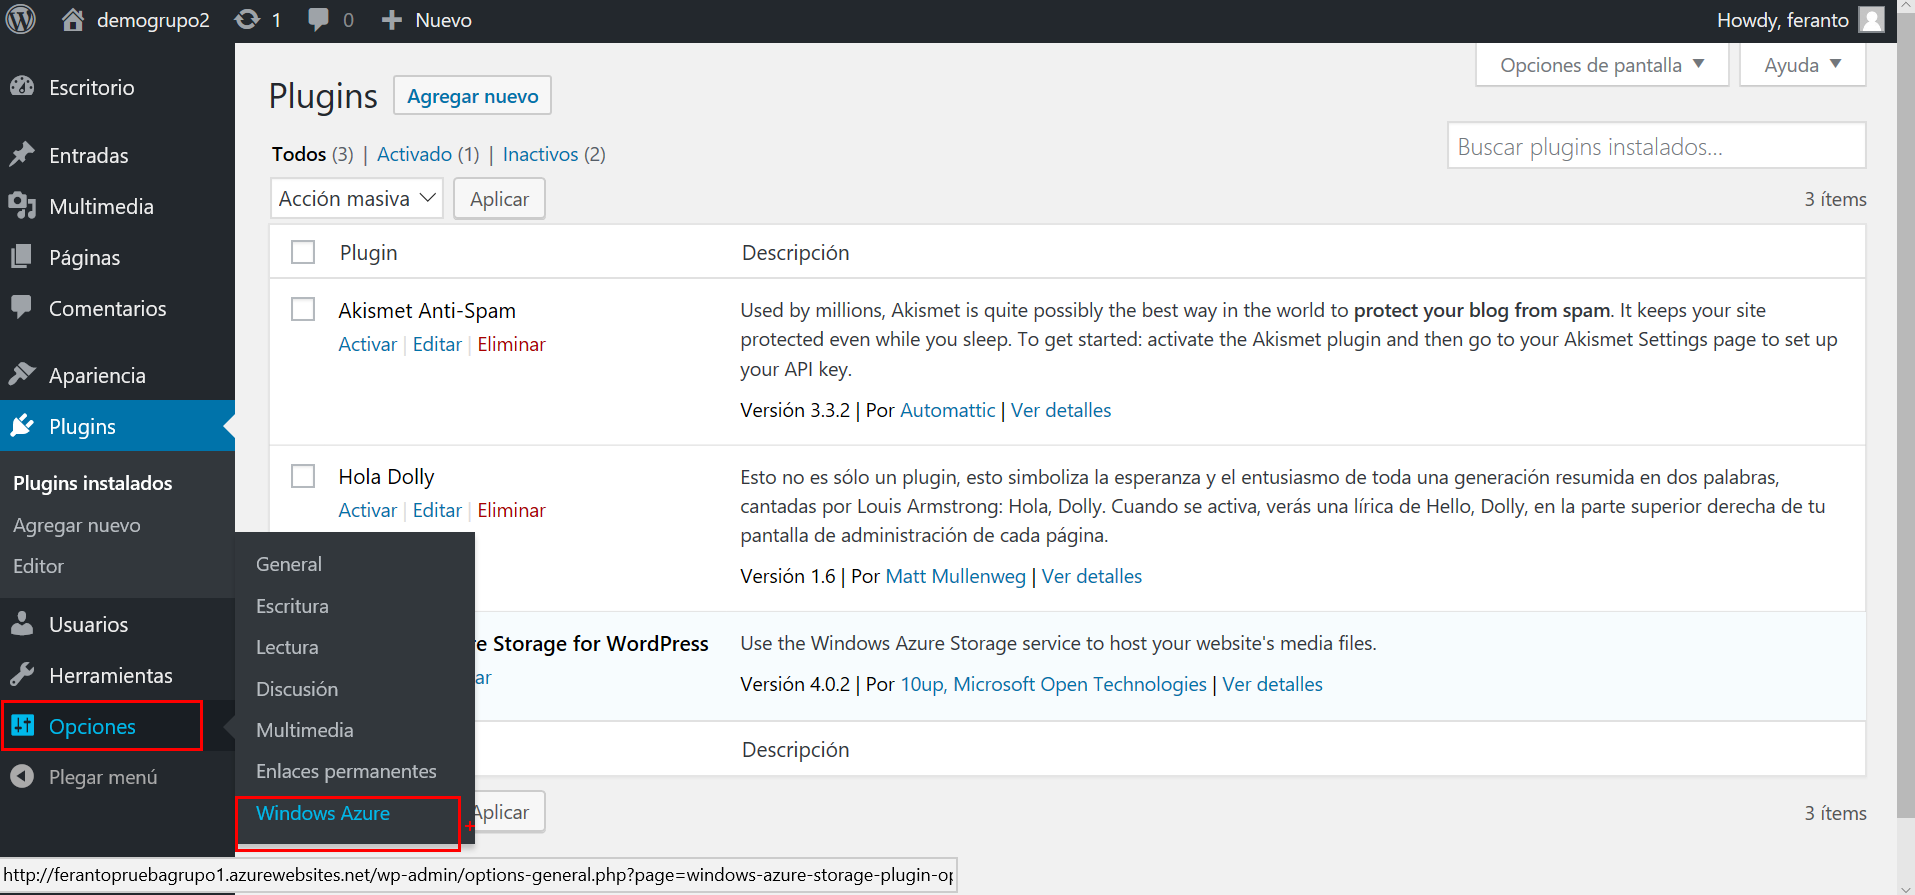 demogrupo2 1 0 Nuevo Howdy, feranto
Escritorio
Entradas
Multimedia
Páginas
Comentarios
Apariencia
Plugins
Plugins instalados
Agregar nuevo
Editor
Usuarios
Herramientas
Opciones
Plegar menú
General
Escritura
Lectura
Discusión
Multimedia
Enlaces permanentes
Windows Azure
Opciones de pantalla Ayuda
Plugins Agregar nuevo
Todos (3) | Activado (1) | Inactivos (2)
Buscar plugins instalados...
Acción masiva Aplicar 3 ítems
Plugin Descripción
Akismet Anti-Spam
Activar | Editar | Eliminar
Used by millions, Akismet is quite possibly the best way in the world to protect your blog from spam. It keeps your site
protected even while you sleep. To get started: activate the Akismet plugin and then go to your Akismet Settings page to set up
your API key.
Versión 3.3.2 | Por Automattic | Ver detalles
Hola Dolly
Activar | Editar | Eliminar
Esto no es sólo un plugin, esto simboliza la esperanza y el entusiasmo de toda una generación resumida en dos palabras,
cantadas por Louis Armstrong: Hola, Dolly. Cuando se activa, verás una lírica de Hello, Dolly, en la parte superior derecha de tu
pantalla de administración de cada página.
Versión 1.6 | Por Matt Mullenweg | Ver detalles
e Storage for WordPress
ar
Use the Windows Azure Storage service to host your website's media files.
Versión 4.0.2 | Por 10up, Microsoft Open Technologies | Ver detalles
Descripción
Aplicar 3 ítems
http://ferantopruebagrupo1.azurewebsites.net/wp-admin/options-general.php?page=windows-azure-storage-plugin-op